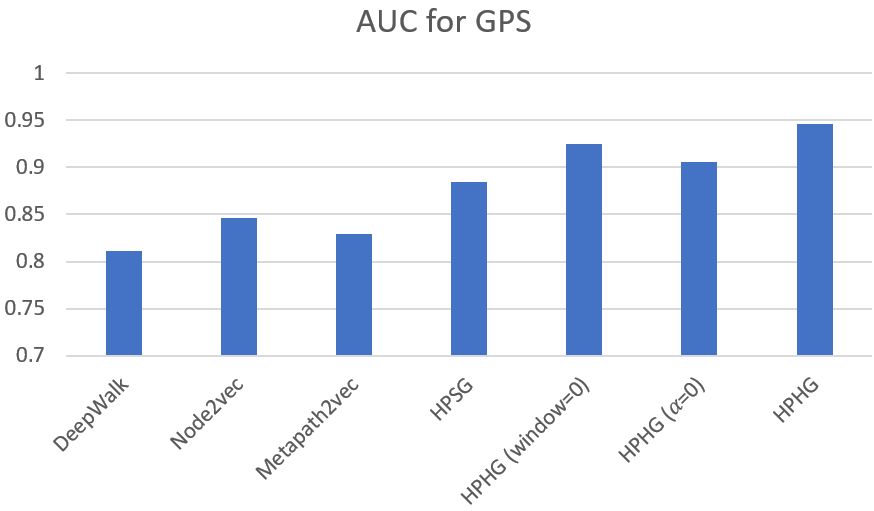 AUC for GPS
1
0.95
0.9
0.85
0.8
0.75
0.7
DeepWalk
Node2vec
Metapath2vec
HPSG
HPHG (window=0)
HPHG (α=0)
HPHG